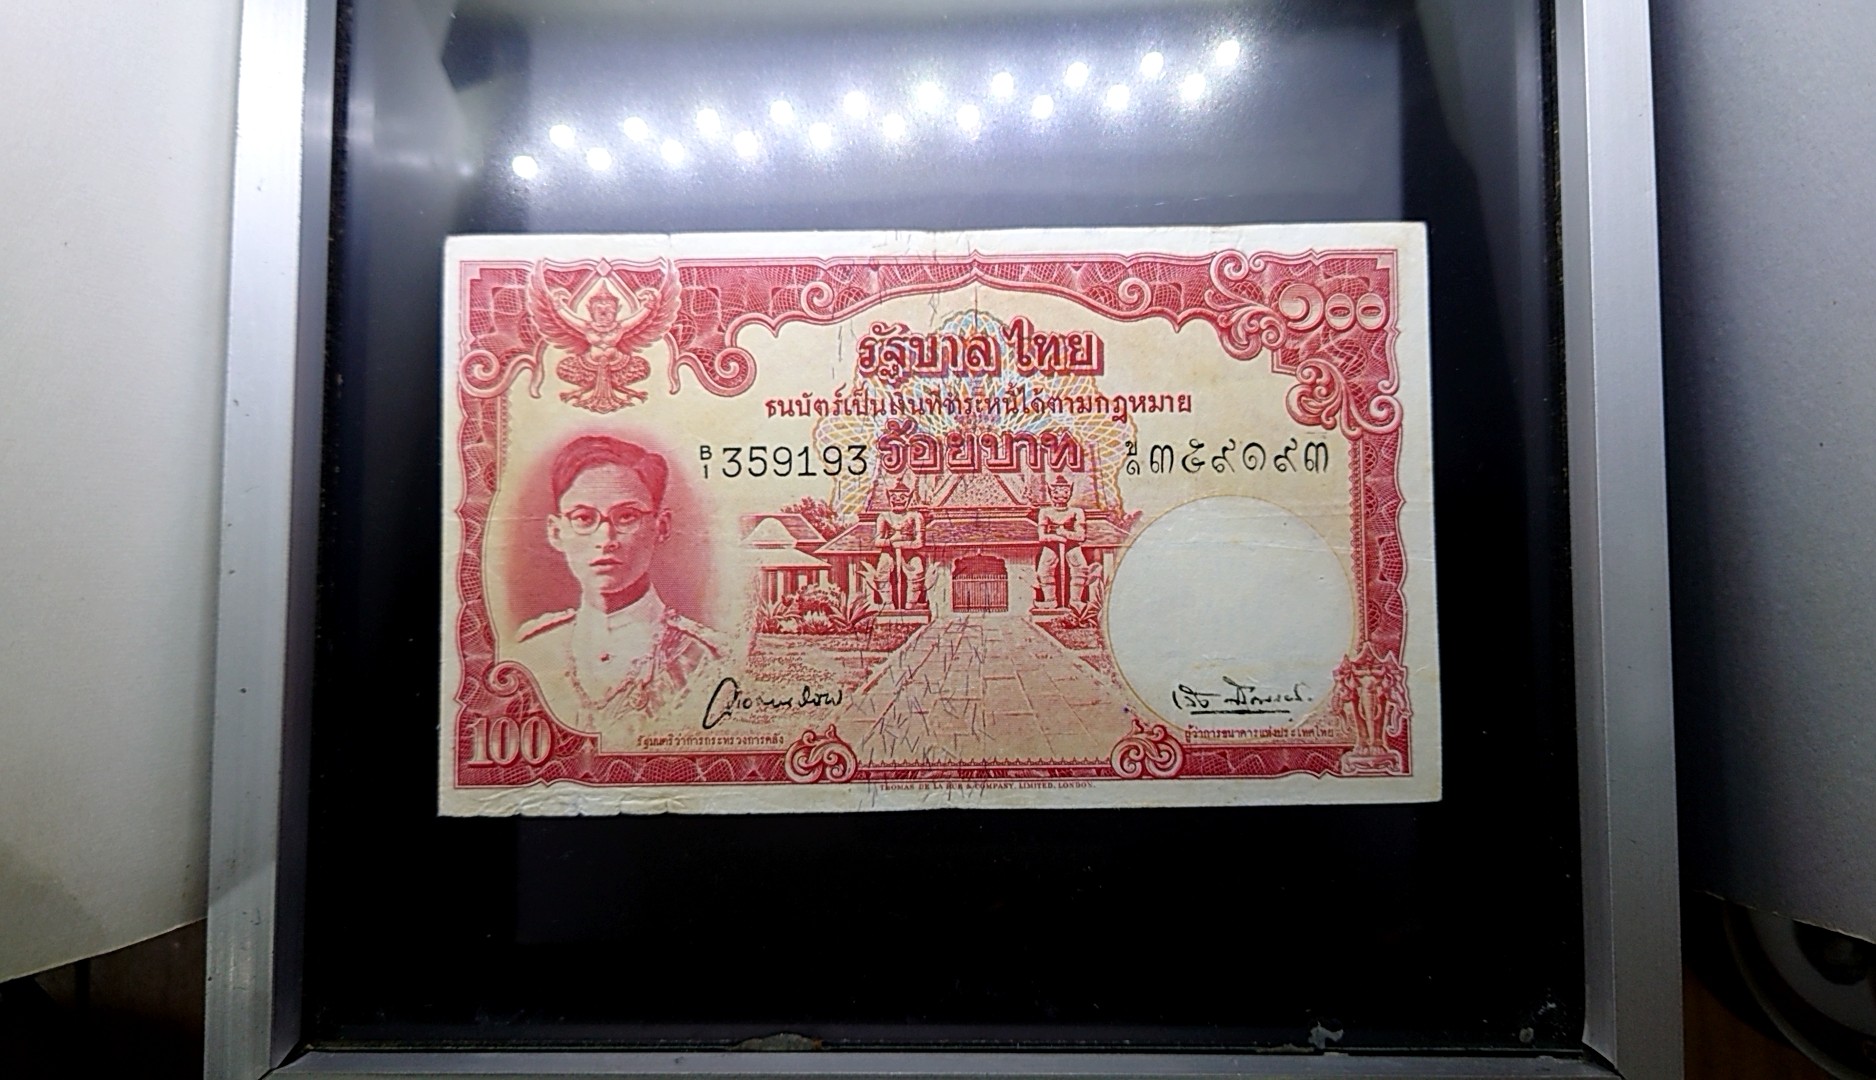 ๑๐๐
รัฐบาลไทย
ธนบัตร์เป็นเงินที่ชำระหนี้ได้ตามกฎหมาย
B/1 359193 ร้อยบาท ข/๑ ๓๕๙๑๙๓
100
รัฐมนตรีว่าการกระทรวงการคลัง
ผู้ว่าการธนาคารแห่งประเทศไทย
THOMAS DE LA RUE & COMPANY, LIMITED, LONDON.